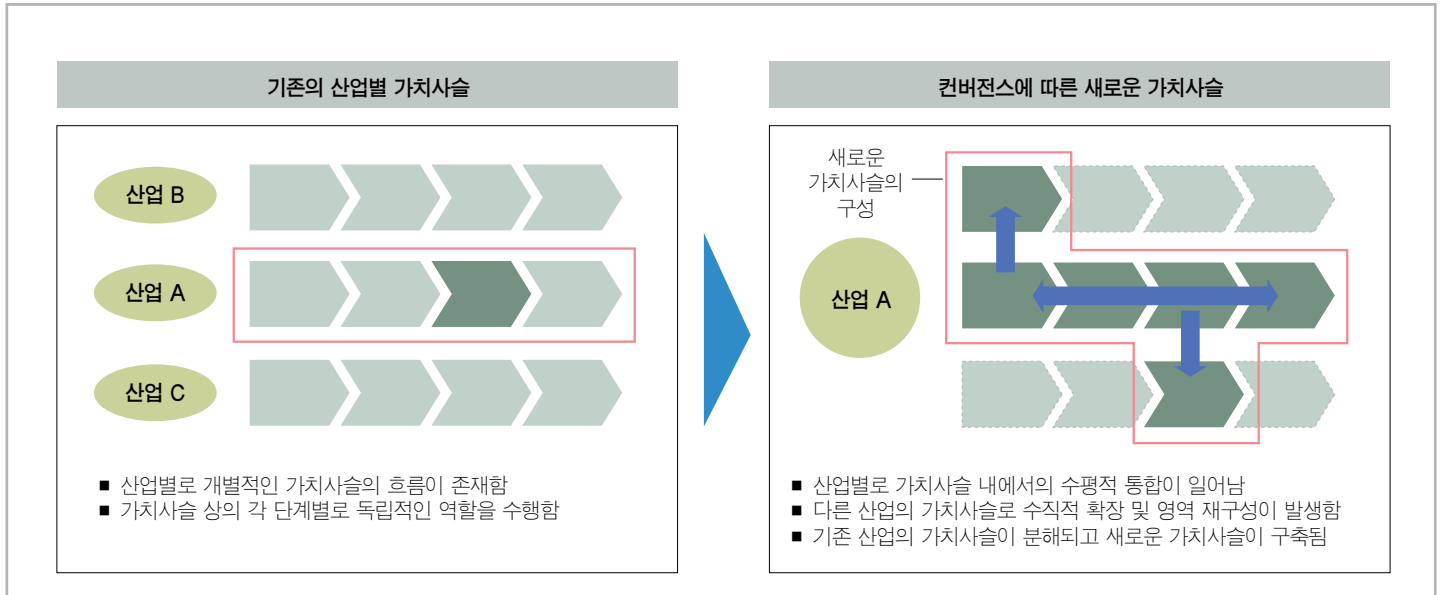 기존의 산업별 가치사슬
산업 B
산업 A
산업 C
■ 산업별로 개별적인 가치사슬의 흐름이 존재함
■ 가치사슬 상의 각 단계별로 독립적인 역할을 수행함
컨버전스에 따른 새로운 가치사슬
새로운
가치사슬의
구성
산업 A
■ 산업별로 가치사슬 내에서의 수평적 통합이 일어남
■ 다른 산업의 가치사슬로 수직적 확장 및 영역 재구성이 발생함
■ 기존 산업의 가치사슬이 분해되고 새로운 가치사슬이 구축됨